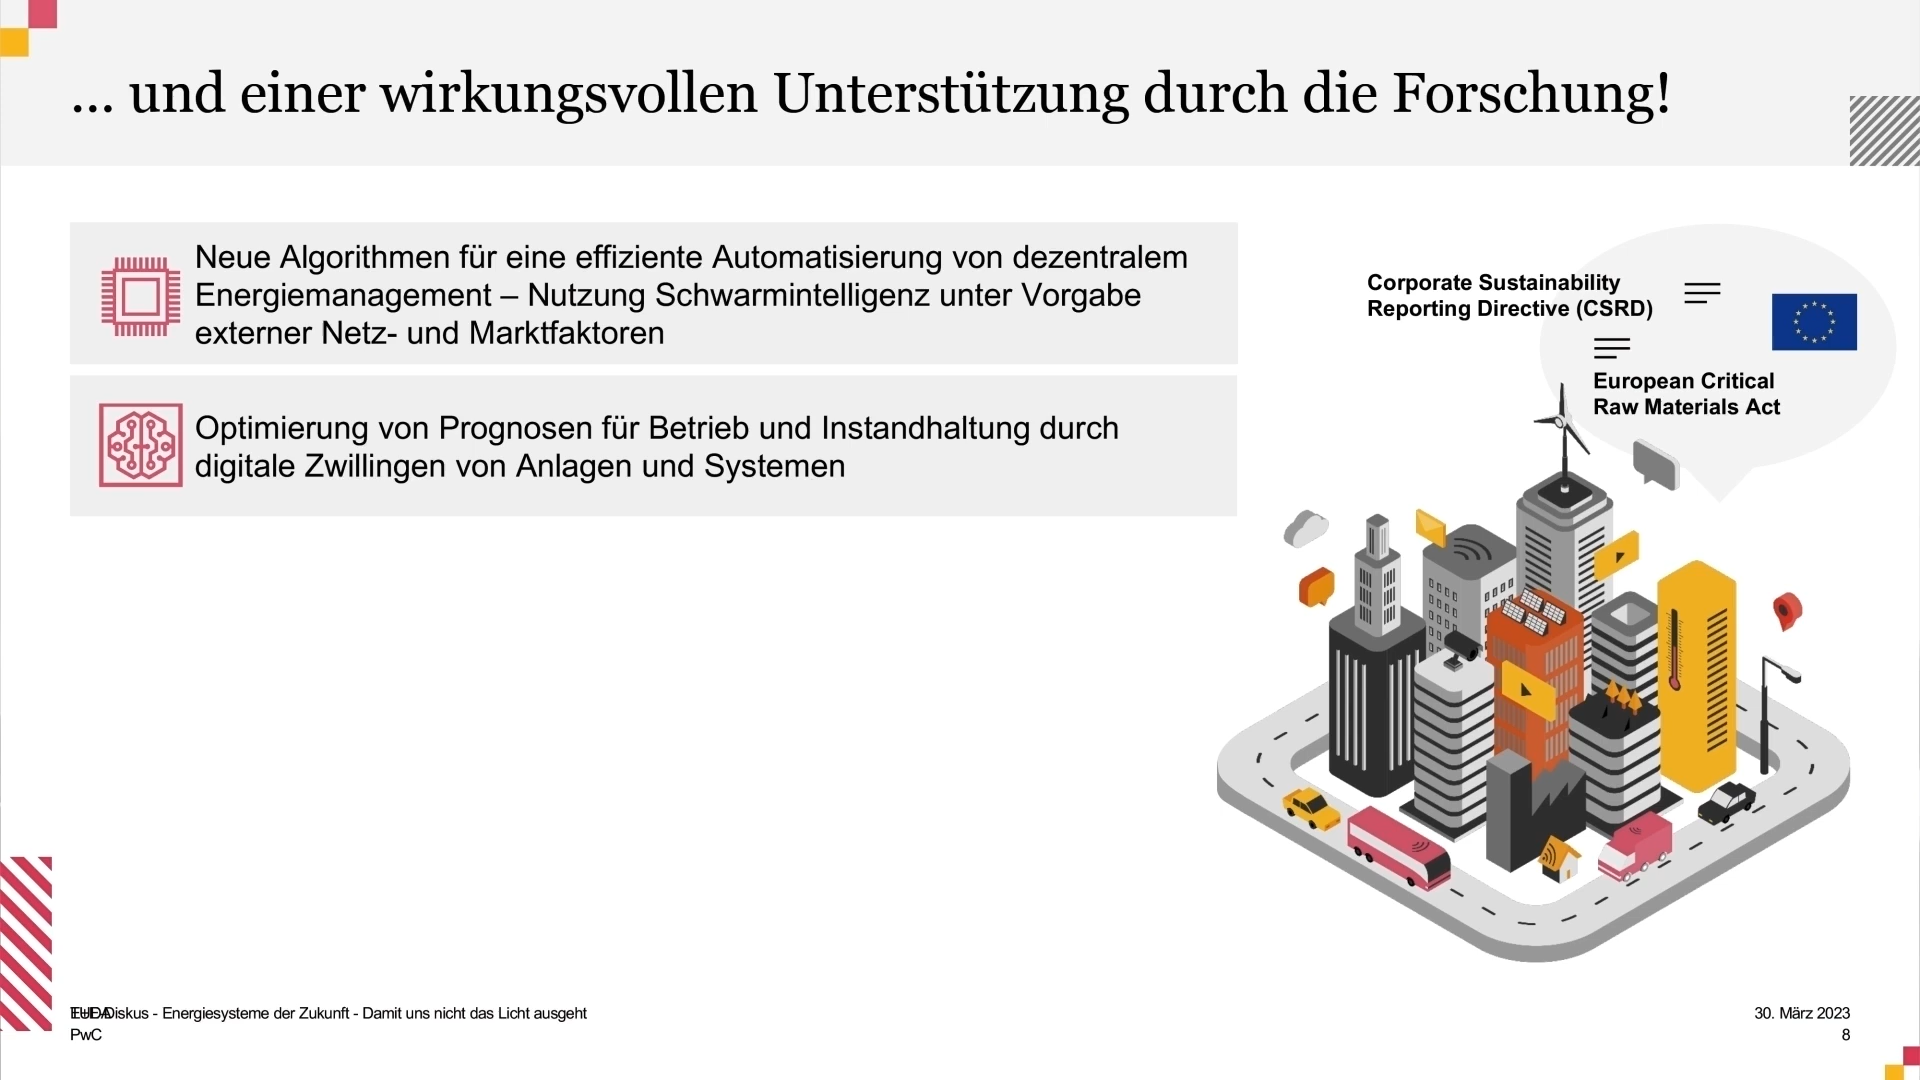 ... und einer wirkungsvollen Unterstützung durch die Forschung!
Neue Algorithmen für eine effiziente Automatisierung von dezentralem
Energiemanagement – Nutzung Schwarmintelligenz unter Vorgabe
externer Netz- und Marktfaktoren
Optimierung von Prognosen für Betrieb und Instandhaltung durch
digitale Zwillingen von Anlagen und Systemen
Corporate Sustainability
Reporting Directive (CSRD)
European Critical
Raw Materials Act
Diskus - Energiesysteme der Zukunft - Damit uns nicht das Licht ausgeht
PwC
30. März 2023
8